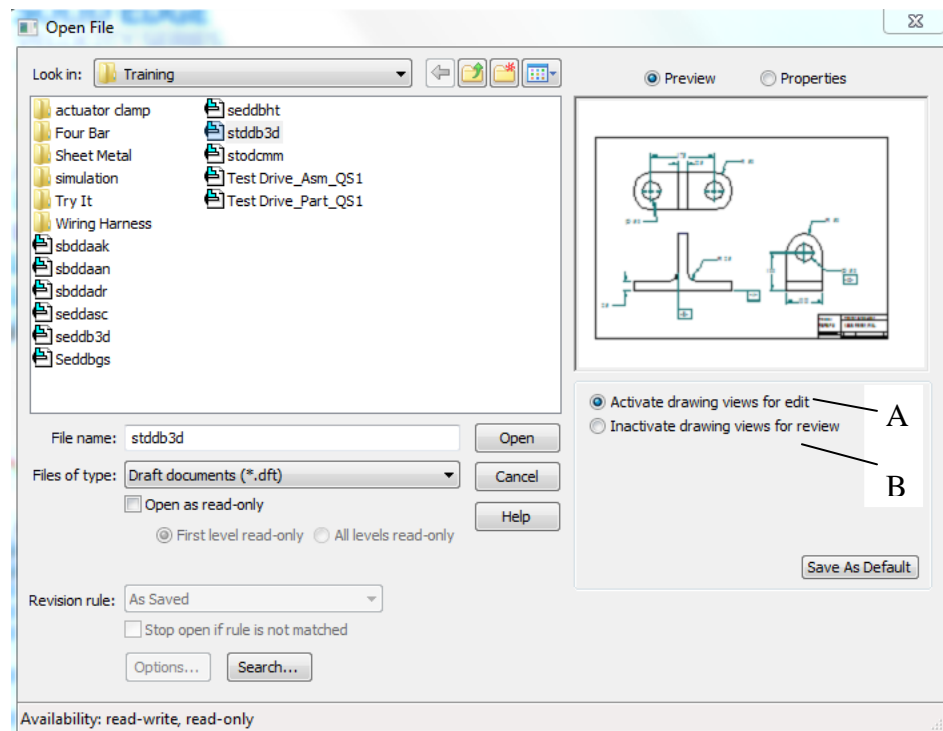 Open File
Look in: Training
Preview Properties
actuator clamp
Four Bar
Sheet Metal
simulation
Try It
Wiring Harness
sbddaak
sbddaan
sbddadr
seddasc
seddb3d
Seddbgs
seddbht
stddb3d
stodcmm
Test Drive_Asm_QS1
Test Drive_Part_QS1
Activate drawing views for edit
A
Inactivate drawing views for review
B
File name: stddb3d Open
Files of type: Draft documents (*.dft) Cancel
Open as read-only
Help
First level read-only All levels read-only
Save As Default
Revision rule: As Saved
Stop open if rule is not matched
Options... Search...
Availability: read-write, read-only